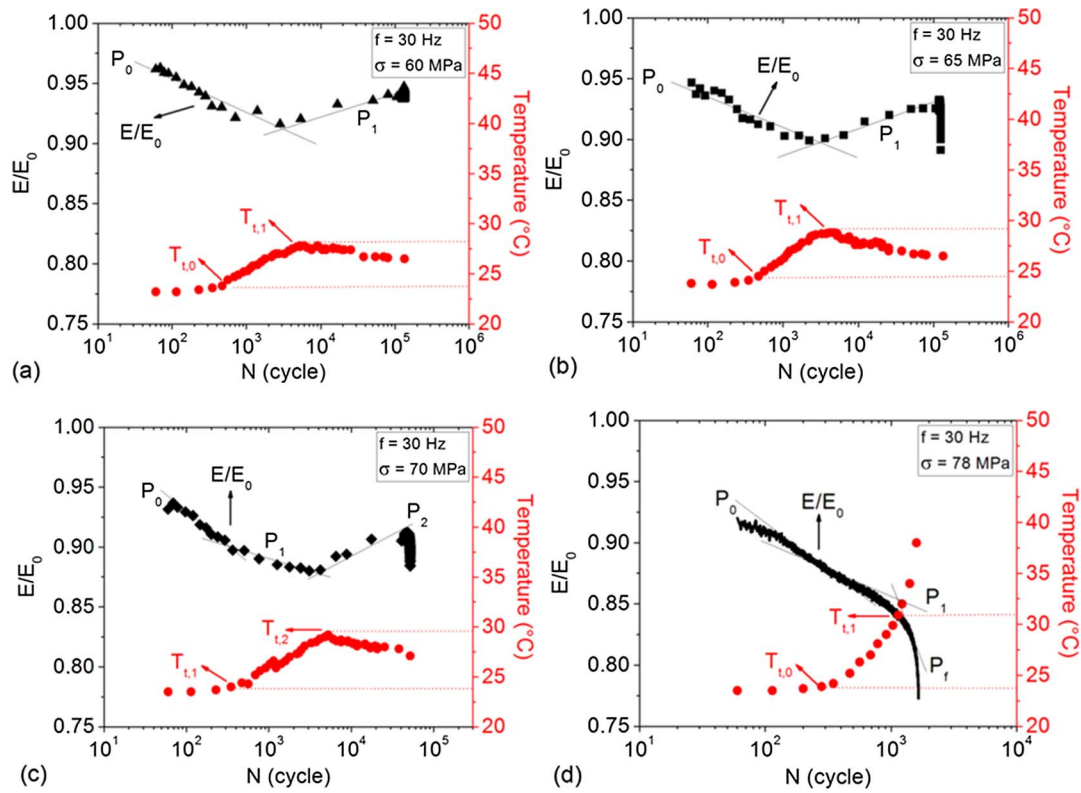 f = 30 Hz
σ = 60 MPa
P0
E/E0
P1
Tt,1
Tt,0
1.00
0.95
0.90
0.85
0.80
0.75
E/E0
50
45
40
35
30
25
20
Temperature (°C)
10^1 10^2 10^3 10^4 10^5 10^6
N (cycle)
(a)
f = 30 Hz
σ = 65 MPa
P0
E/E0
P1
Tt,1
Tt,0
1.00
0.95
0.90
0.85
0.80
0.75
E/E0
50
45
40
35
30
25
20
Temperature (°C)
10^1 10^2 10^3 10^4 10^5 10^6
N (cycle)
(b)
f = 30 Hz
σ = 70 MPa
E/E0
P0
P1
P2
Tt,2
Tt,1
1.00
0.95
0.90
0.85
0.80
0.75
E/E0
50
45
40
35
30
25
20
Temperature (°C)
10^1 10^2 10^3 10^4 10^5 10^6
N (cycle)
(c)
f = 30 Hz
σ = 78 MPa
P0
E/E0
P1
Tt,1
Tt,0
Pf
1.00
0.95
0.90
0.85
0.80
0.75
E/E0
50
45
40
35
30
25
20
Temperature (°C)
10^1 10^2 10^3 10^4
N (cycle)
(d)